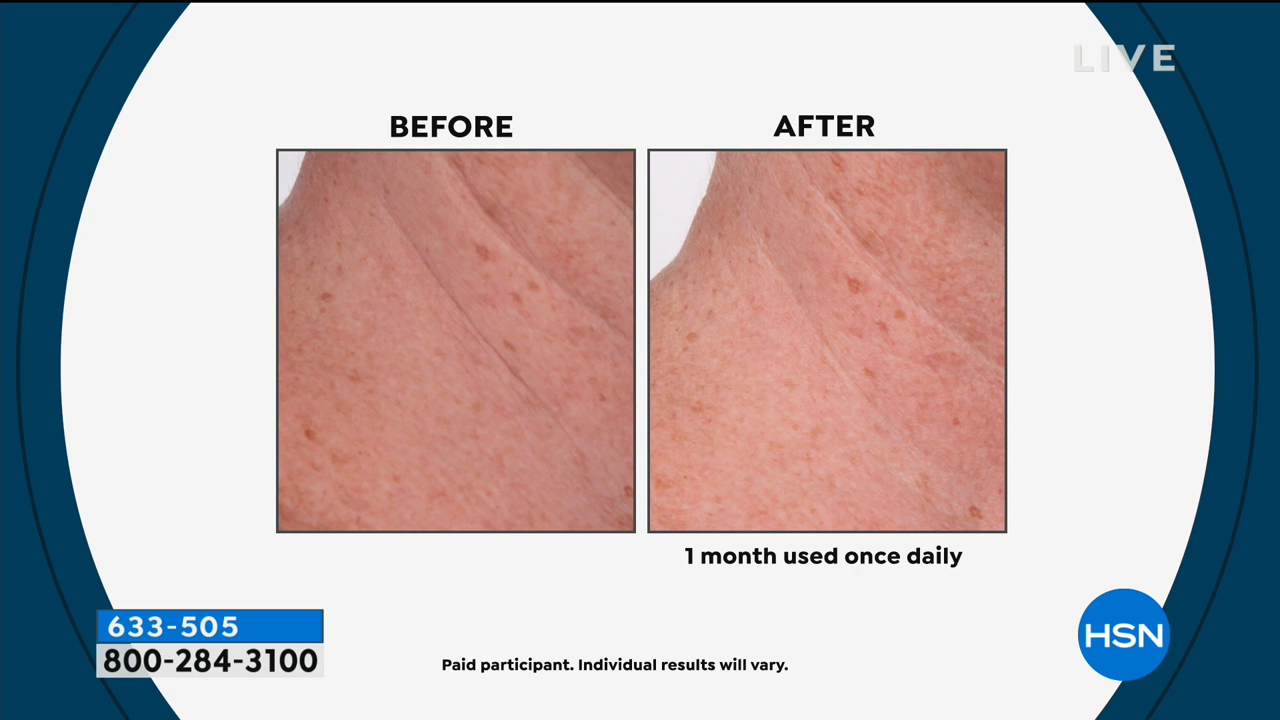 LIVE
BEFORE
AFTER
1 month used once daily
633-505
800-284-3100
Paid participant. Individual results will vary.
HSN